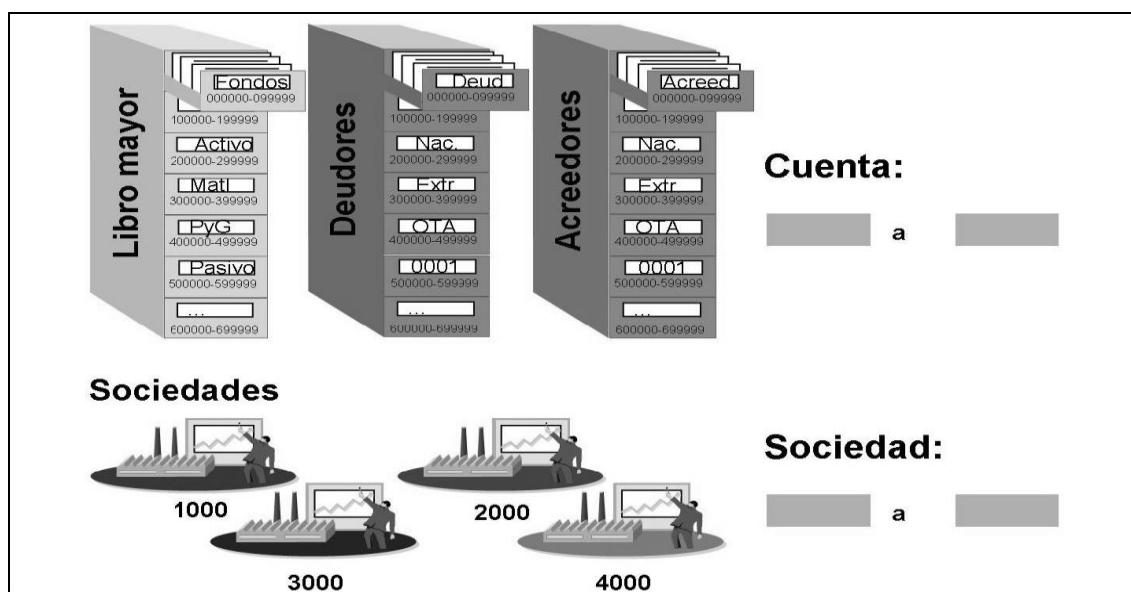 Libro mayor
Fondos
000000-099999
100000-199999
Activo
200000-299999
Matl
300000-399999
PyG
400000-499999
Pasivo
500000-599999
...
600000-699999
Deudores
Deud
000000-099999
100000-199999
Nac.
200000-299999
Extr
300000-399999
OTA
400000-499999
0001
500000-599999
...
600000-699999
Acreedores
Acreed.
000000-099999
100000-199999
Nac.
200000-299999
Extr
300000-399999
OTA
400000-499999
0001
500000-599999
...
600000-699999
Cuenta:
a
Sociedades
1000
2000
3000
4000
Sociedad:
a